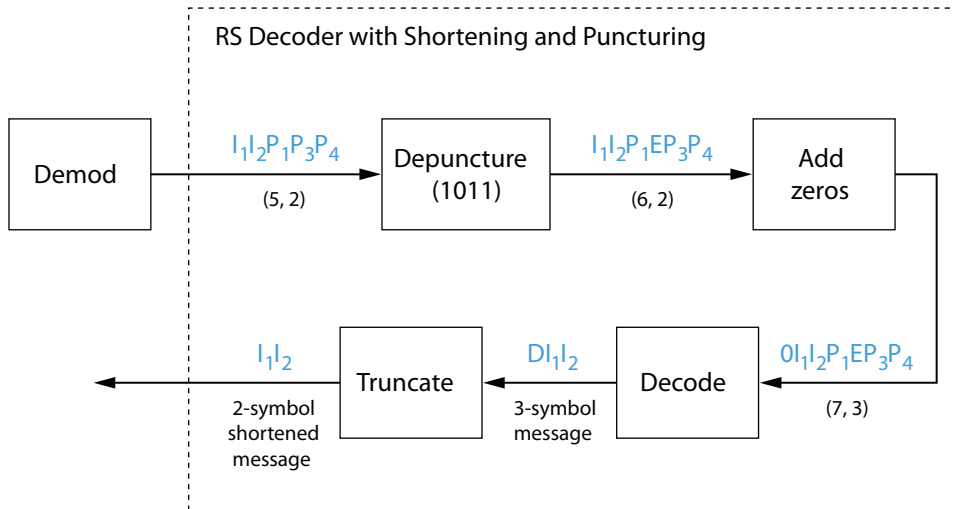 RS Decoder with Shortening and Puncturing
Demod
I₁I₂P₁P₃P₄
(5, 2)
Depuncture
(1011)
I₁I₂P₁EP₃P₄
(6, 2)
Add
zeros
0I₁I₂P₁EP₃P₄
(7, 3)
Decode
DI₁I₂
3-symbol
message
Truncate
I₁I₂
2-symbol
shortened
message